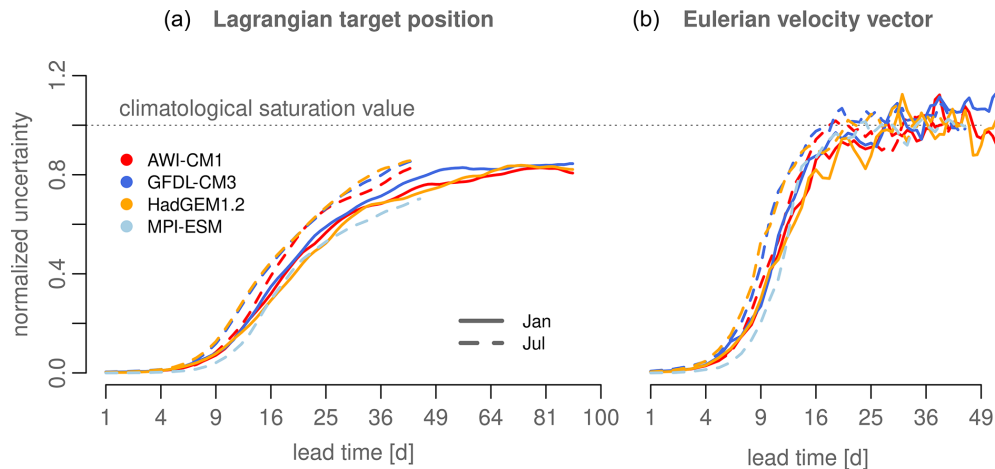 (a) Lagrangian target position
(b) Eulerian velocity vector
normalized uncertainty
1.2
0.8
0.4
0.0
climatological saturation value
AWI-CM1
GFDL-CM3
HadGEM1.2
MPI-ESM
Jan
Jul
1 4 9 16 25 36 49 64 81 100
lead time [d]
1 4 9 16 25 36 49
lead time [d]